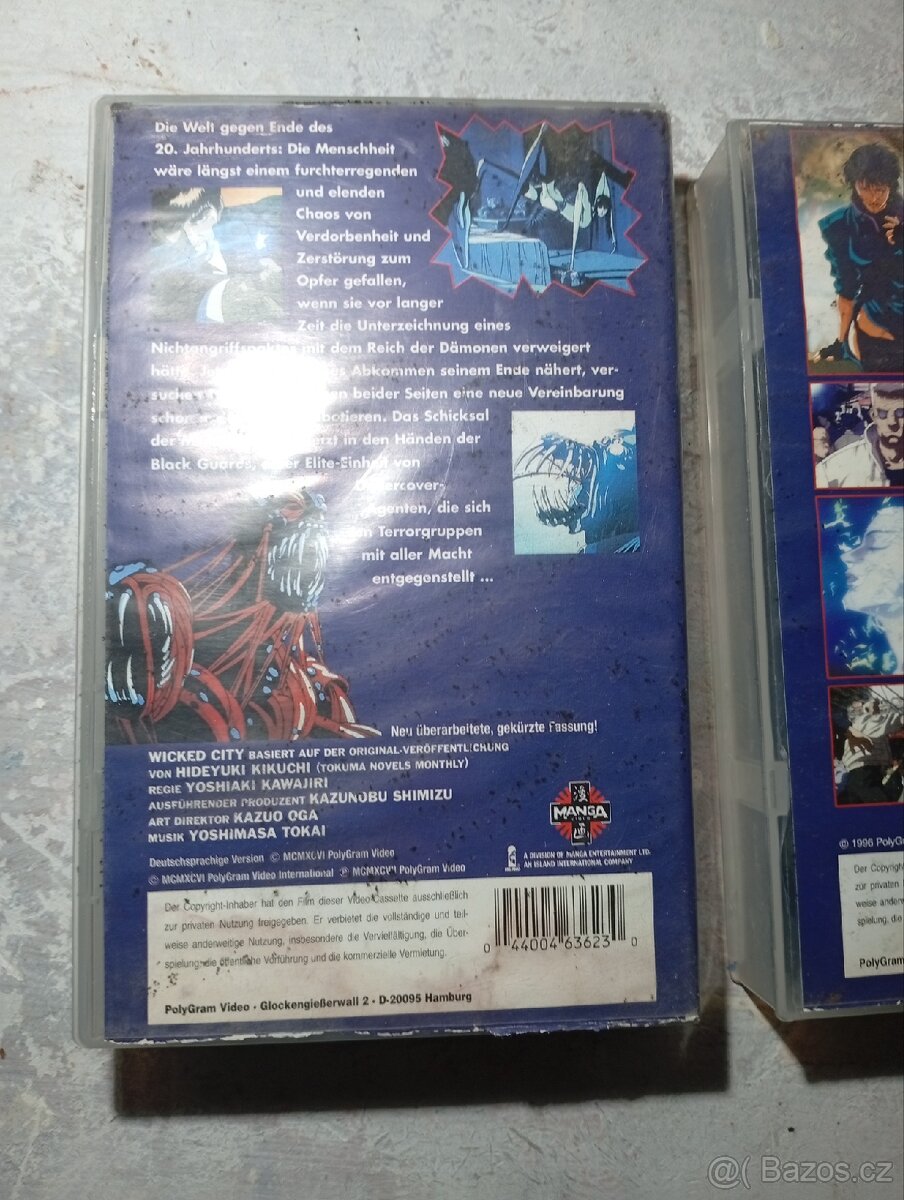 Die Welt gegen Ende des
20. Jahrhunderts: Die Menschheit
wäre längst einem furchterregenden
und elenden
Chaos von
Verdorbenheit und
Zerstörung zum
Opfer gefallen,
wenn sie vor langer
Zeit die Unterzeichnung eines
Nichtangriffspaktes mit dem Reich der Dämonen verweigert
Abkommen seinem Ende nähert, ver-
beider Seiten eine neue Vereinbarung
Das Schicksal
der in den Händen der
Black Guards, Elite-Einheit von
die sich
Terrorgruppen
mit aller Macht
entgegenstellt ...
Neu überarbeitete, gekürzte Fassung!
WICKED CITY BASIERT AUF DER ORIGINAL-VERÖFFENTLICHUNG
VON HIDEYUKI KIKUCHI (TOKUMA NOVELS MONTHLY)
REGIE YOSHIAKI KAWAJIRI
AUSFÜHRENDER PRODUZENT KAZUNOBU SHIMIZU
ART DIREKTOR KAZUO OGA
MUSIK YOSHIMASA TOKAI
MANGA
VIDEO
Deutschsprachige Version © MCMXCVI PolyGram Video
© MCMXCVI PolyGram Video International ℗ MCMXCVI PolyGram Video
A DIVISION OF MANGA ENTERTAINMENT LTD.
AN ISLAND INTERNATIONAL COMPANY
Der Copyright-Inhaber hat den Film dieser Video-Cassette ausschließlich
zur privaten Nutzung freigegeben. Er verbietet die vollständige und teil-
weise anderweitige Nutzung, insbesondere die Vervielfältigung, die Über-
spielung, die öffentliche Vorführung und die kommerzielle Vermietung.
0 44004 63623 0
PolyGram Video · Glockengießerwall 2 · D-20095 Hamburg
© 1996 PolyG
Der Copyrigh
zur privaten
weise anderwe
spielung, die
PolyGram
@( Bazos.cz